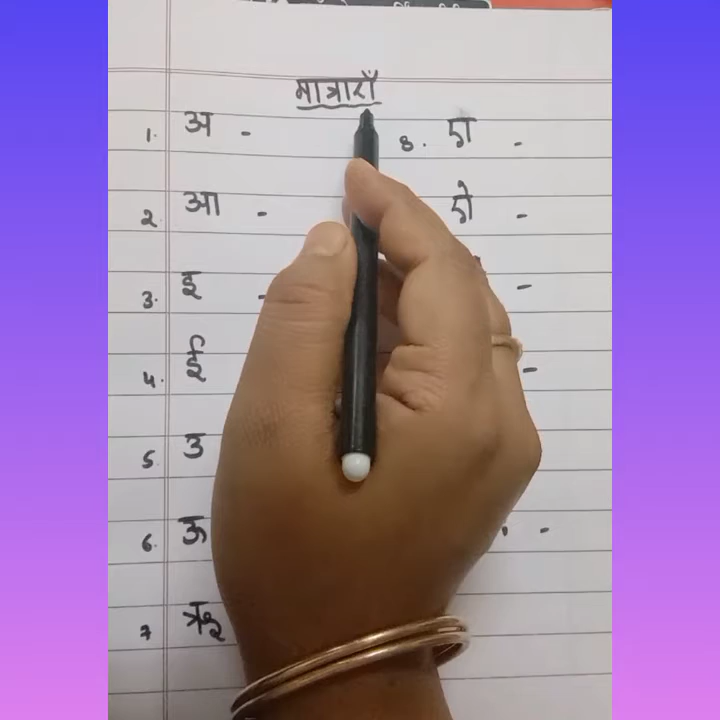 मात्राएँ
1. अ -
2. आ -
3. इ -
4. ई
5 उ
6. ऊ
7 ऋ
8. ए -
ऐ -